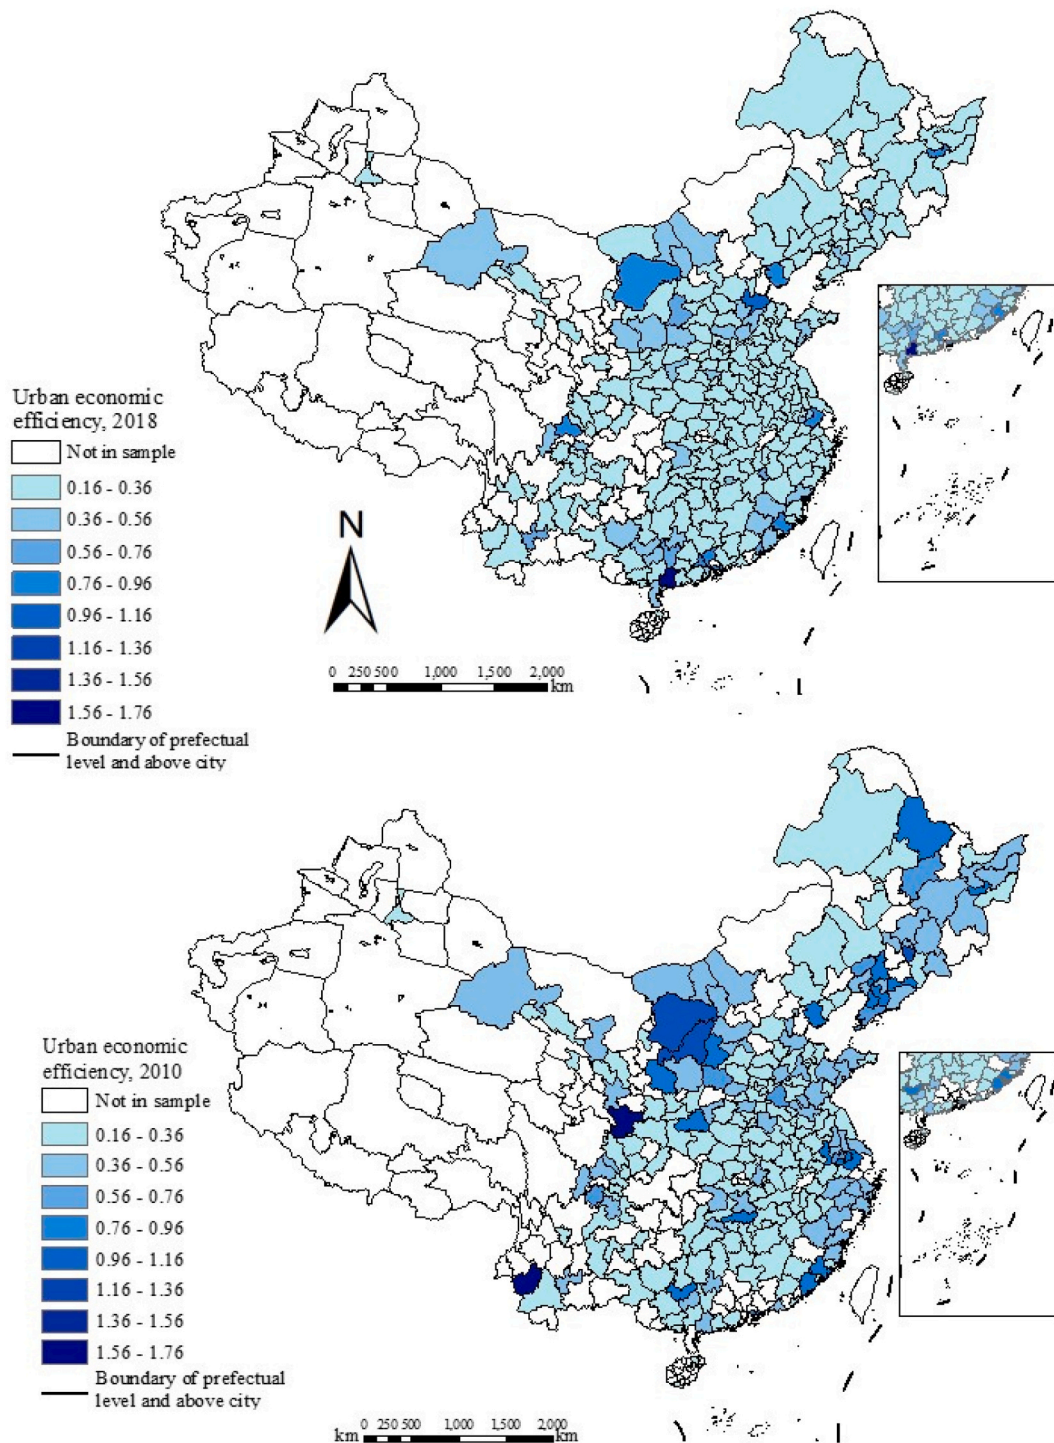 Urban economic
efficiency, 2018
Not in sample
0.16 - 0.36
0.36 - 0.56
0.56 - 0.76
0.76 - 0.96
0.96 - 1.16
1.16 - 1.36
1.36 - 1.56
1.56 - 1.76
Boundary of prefectual
level and above city
N
0 250 500 1,000 1,500 2,000
km
Urban economic
efficiency, 2010
Not in sample
0.16 - 0.36
0.36 - 0.56
0.56 - 0.76
0.76 - 0.96
0.96 - 1.16
1.16 - 1.36
1.36 - 1.56
1.56 - 1.76
Boundary of prefectual
level and above city
0 250 500 1,000 1,500 2,000
km km